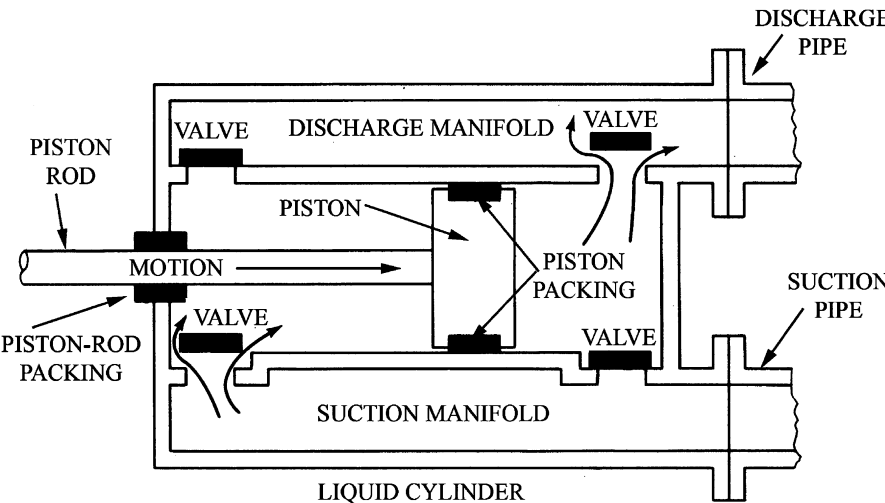 DISCHARGE
PIPE
VALVE
DISCHARGE MANIFOLD
VALVE
PISTON
ROD
PISTON
MOTION
PISTON
PACKING
SUCTION
PIPE
VALVE
VALVE
PISTON-ROD
PACKING
SUCTION MANIFOLD
LIQUID CYLINDER